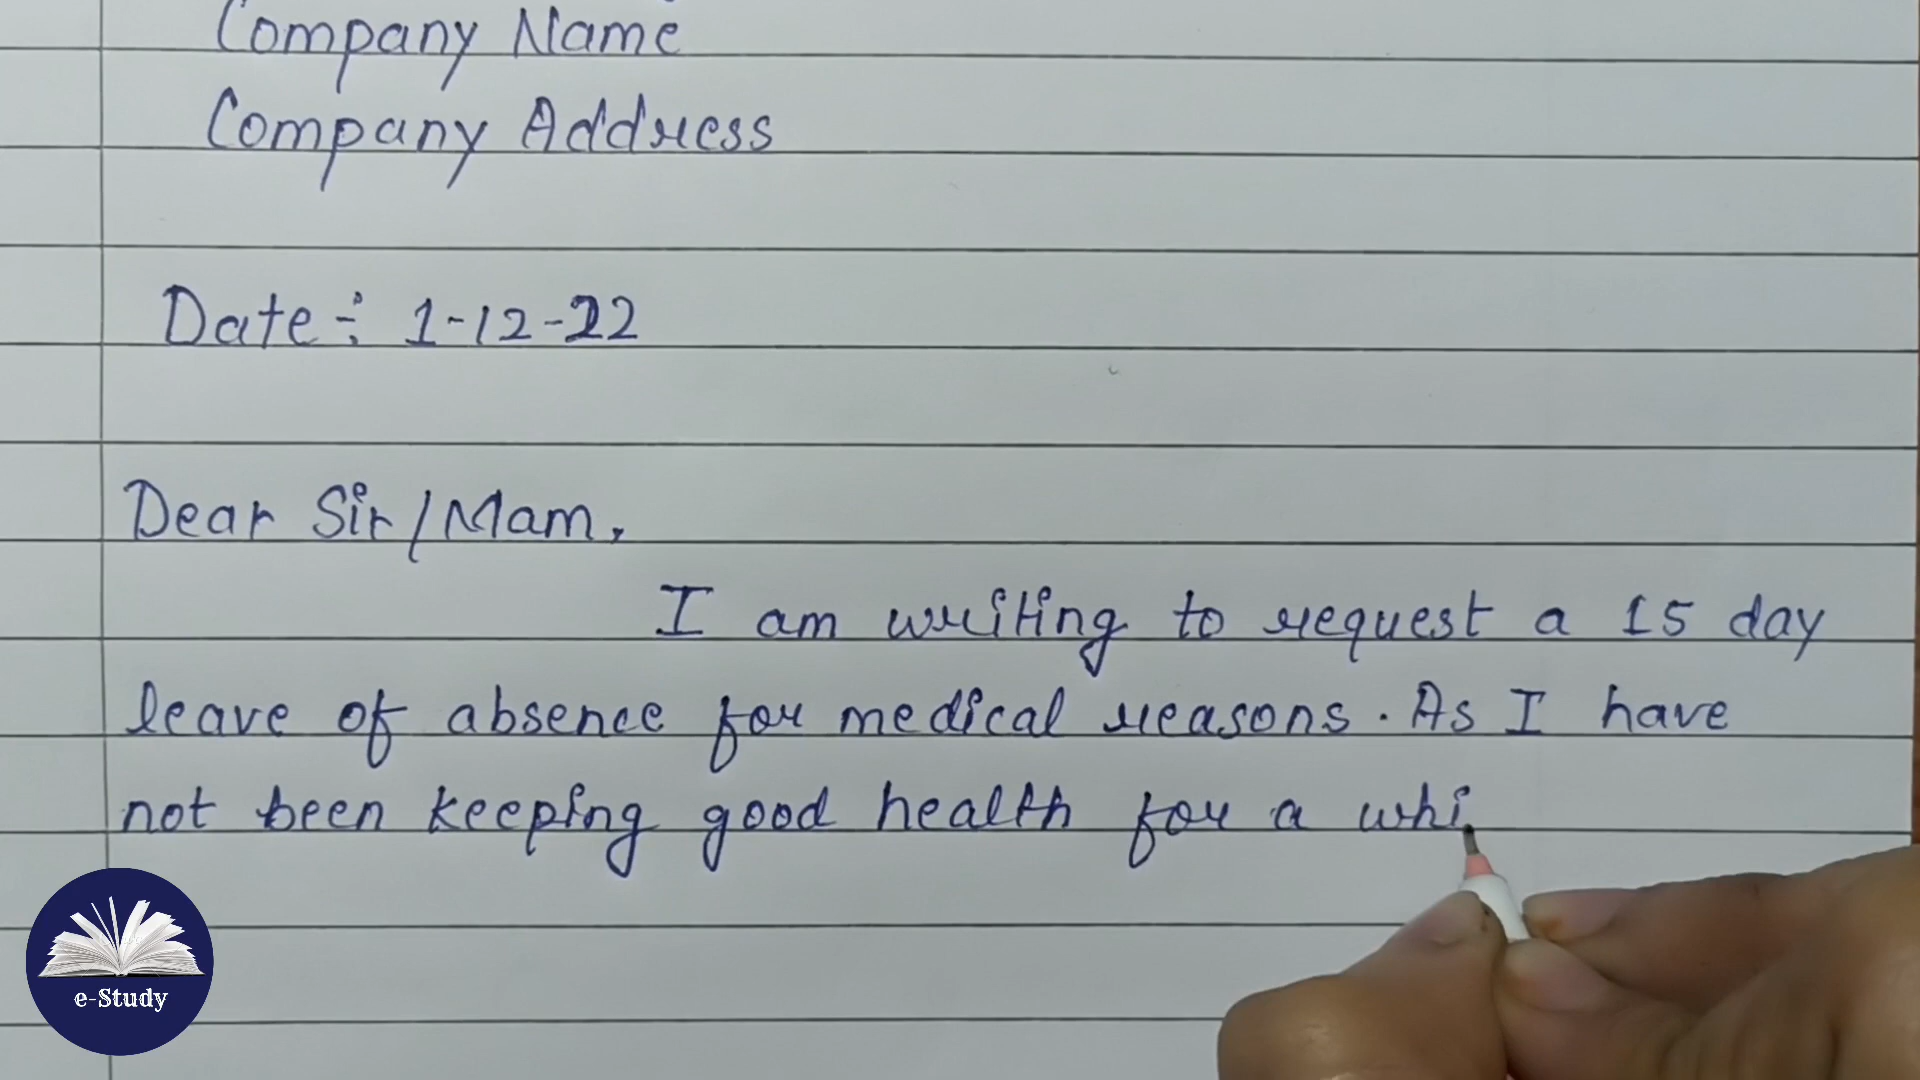 Company Name
Company Address
Date :- 1-12-22
Dear Sir/Mam,
I am writing to request a 15 day
leave of absence for medical reasons. As I have
not been keeping good health for a whi
e-Study